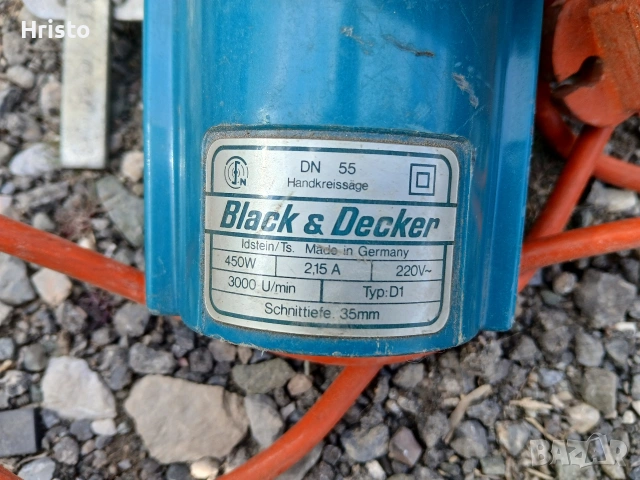 Hristo
DN 55
Handkreissäge
Black & Decker
Idstein/Ts. Made in Germany
450W 2,15 A 220V~
3000 U/min Typ:D1
Schnittiefe 35mm
BAZAR